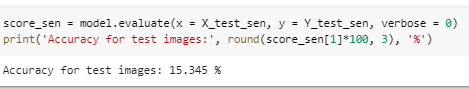 score_sen = model.evaluate(x = X_test_sen, y = Y_test_sen, verbose = 0)
print('Accuracy for test images:', round(score_sen[1]*100, 3), '%')
Accuracy for test images: 15.345 %